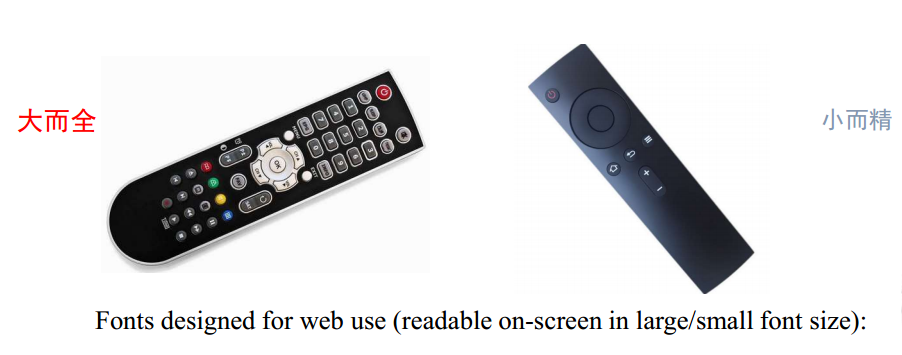 大而全
小而精
OK
Fonts designed for web use (readable on-screen in large/small font size):